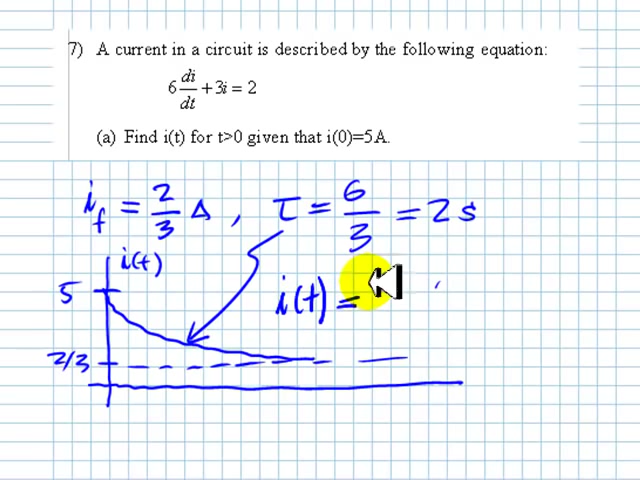 7) A current in a circuit is described by the following equation:
6 di/dt + 3i = 2
(a) Find i(t) for t>0 given that i(0)=5A.
i_f = 2/3 A, τ = 6/3 = 2 s
i(t)
5
i(t) =
2/3